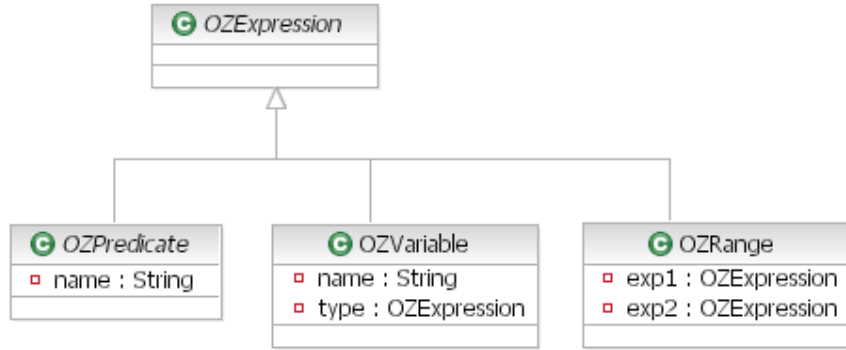 OZExpression
OZPredicate
name : String
OZVariable
name : String
type : OZExpression
OZRange
exp1 : OZExpression
exp2 : OZExpression